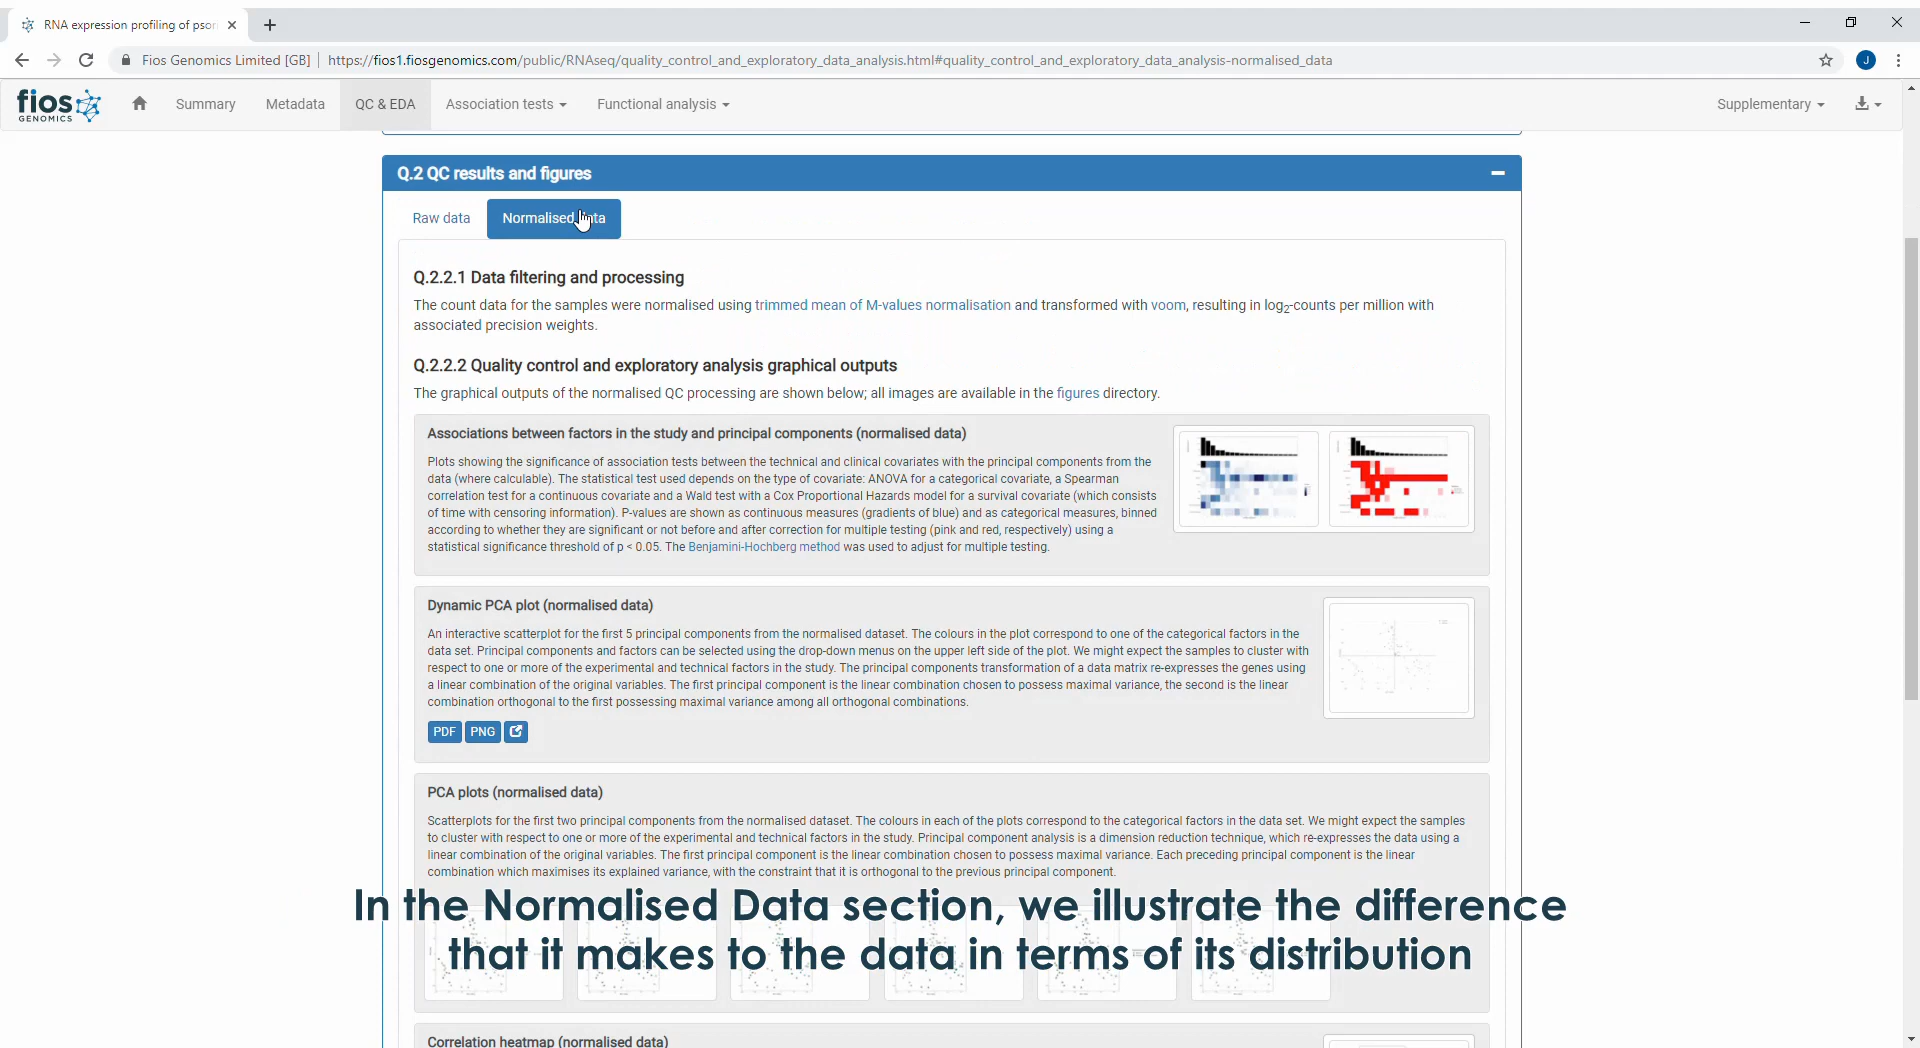 RNA expression profiling of psor
Fios Genomics Limited [GB] | https://fios1.fiosgenomics.com/public/RNAseq/quality_control_and_exploratory_data_analysis.html#quality_control_and_exploratory_data_analysis-normalised_data
J
fios
GENOMICS
Summary
Metadata
QC & EDA
Association tests
Functional analysis
Supplementary
Q.2 QC results and figures
Raw data
Normalised data
Q.2.2.1 Data filtering and processing
The count data for the samples were normalised using trimmed mean of M-values normalisation and transformed with voom, resulting in log2-counts per million with
associated precision weights.
Q.2.2.2 Quality control and exploratory analysis graphical outputs
The graphical outputs of the normalised QC processing are shown below; all images are available in the figures directory.
Associations between factors in the study and principal components (normalised data)
Plots showing the significance of association tests between the technical and clinical covariates with the principal components from the
data (where calculable). The statistical test used depends on the type of covariate: ANOVA for a categorical covariate, a Spearman
correlation test for a continuous covariate and a Wald test with a Cox Proportional Hazards model for a survival covariate (which consists
of time with censoring information). P-values are shown as continuous measures (gradients of blue) and as categorical measures, binned
according to whether they are significant or not before and after correction for multiple testing (pink and red, respectively) using a
statistical significance threshold of p < 0.05. The Benjamini-Hochberg method was used to adjust for multiple testing.
Dynamic PCA plot (normalised data)
An interactive scatterplot for the first 5 principal components from the normalised dataset. The colours in the plot correspond to one of the categorical factors in the
data set. Principal components and factors can be selected using the drop-down menus on the upper left side of the plot. We might expect the samples to cluster with
respect to one or more of the experimental and technical factors in the study. The principal components transformation of a data matrix re-expresses the genes using
a linear combination of the original variables. The first principal component is the linear combination chosen to possess maximal variance, the second is the linear
combination orthogonal to the first possessing maximal variance among all orthogonal combinations.
PDF PNG
PCA plots (normalised data)
Scatterplots for the first two principal components from the normalised dataset. The colours in each of the plots correspond to the categorical factors in the data set. We might expect the samples
to cluster with respect to one or more of the experimental and technical factors in the study. Principal component analysis is a dimension reduction technique, which re-expresses the data using a
linear combination of the original variables. The first principal component is the linear combination chosen to possess maximal variance. Each preceding principal component is the linear
combination which maximises its explained variance, with the constraint that it is orthogonal to the previous principal component.
In the Normalised Data section, we illustrate the difference
that it makes to the data in terms of its distribution
Correlation heatmap (normalised data)